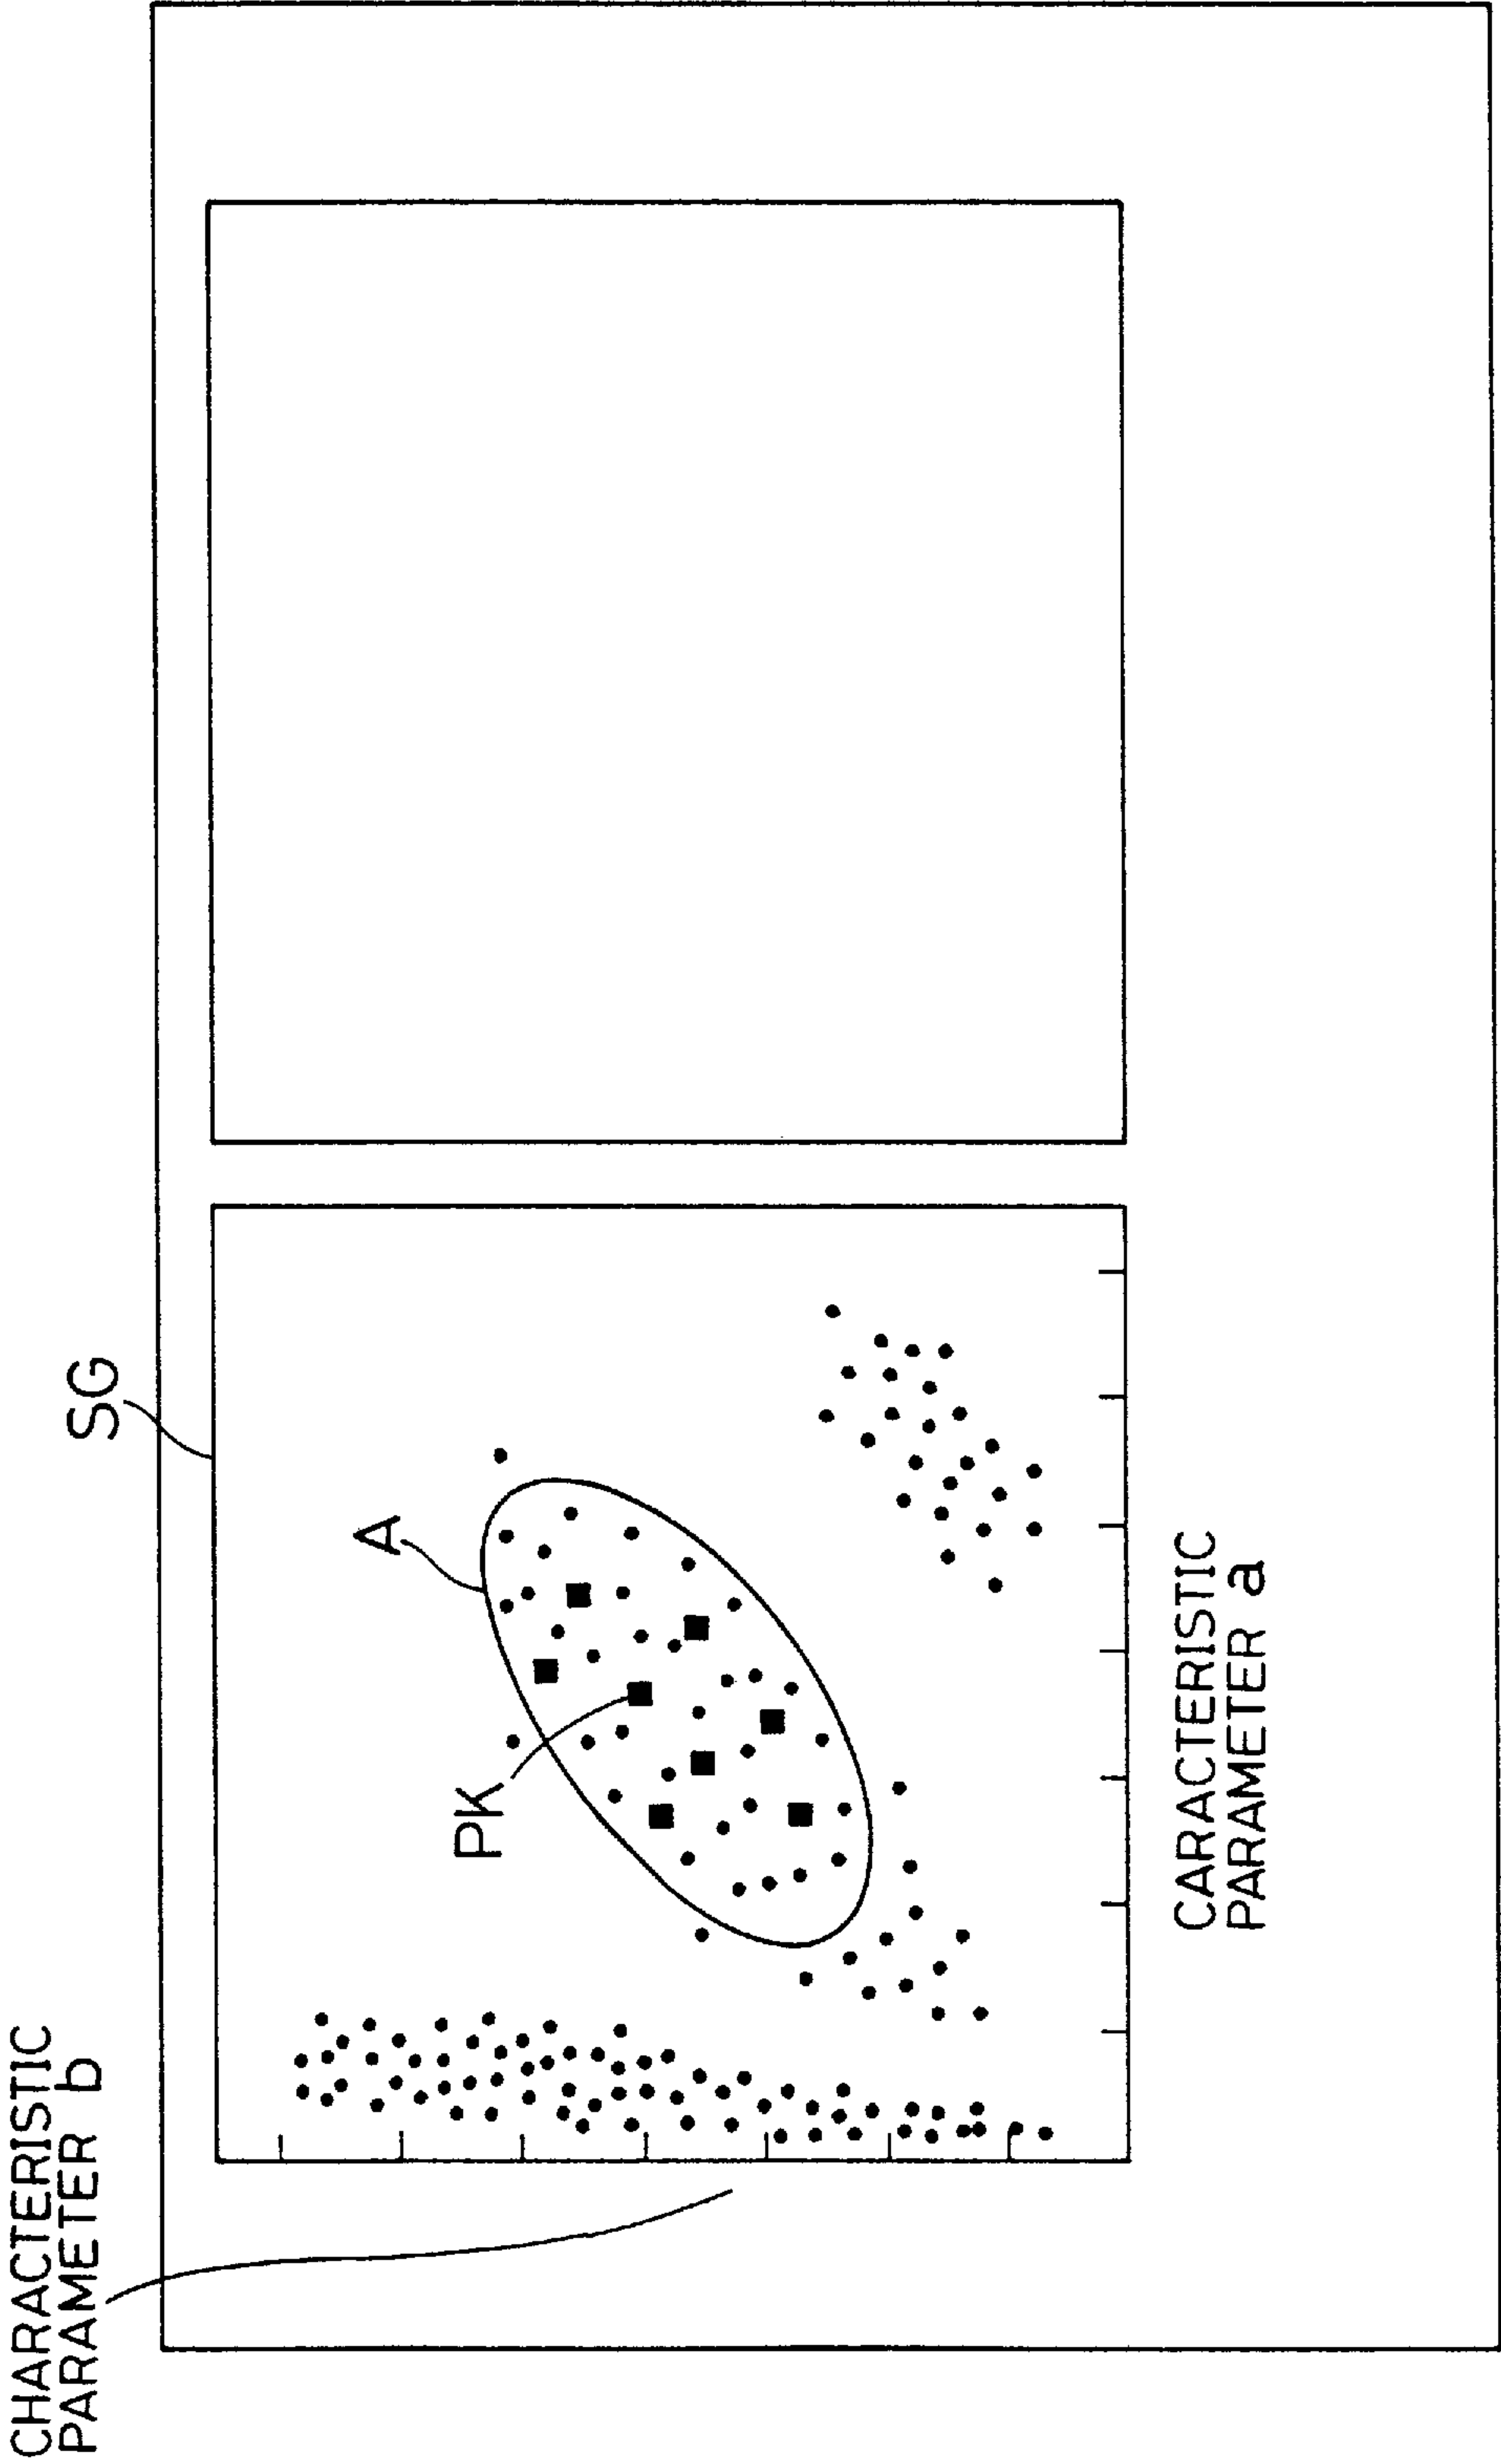 CHARACTERISTIC
PARAMETER b
SG
A
PK
CARACTERISTIC
PARAMETER a